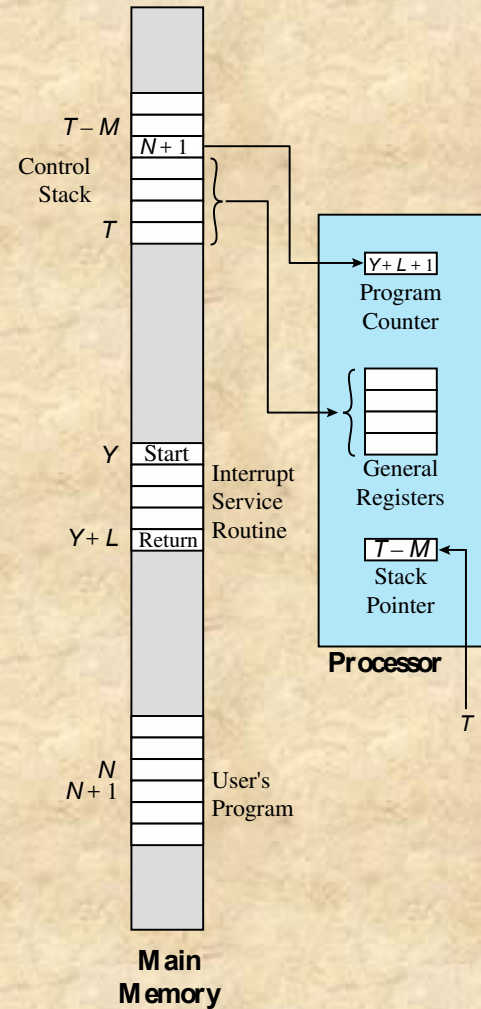 T – M
N + 1
Control
Stack
T
Y + L + 1
Program
Counter
Y
Start
Interrupt
Service
Routine
General
Registers
Y + L
Return
T – M
Stack
Pointer
Processor
T
N
N + 1
User's
Program
Main
Memory